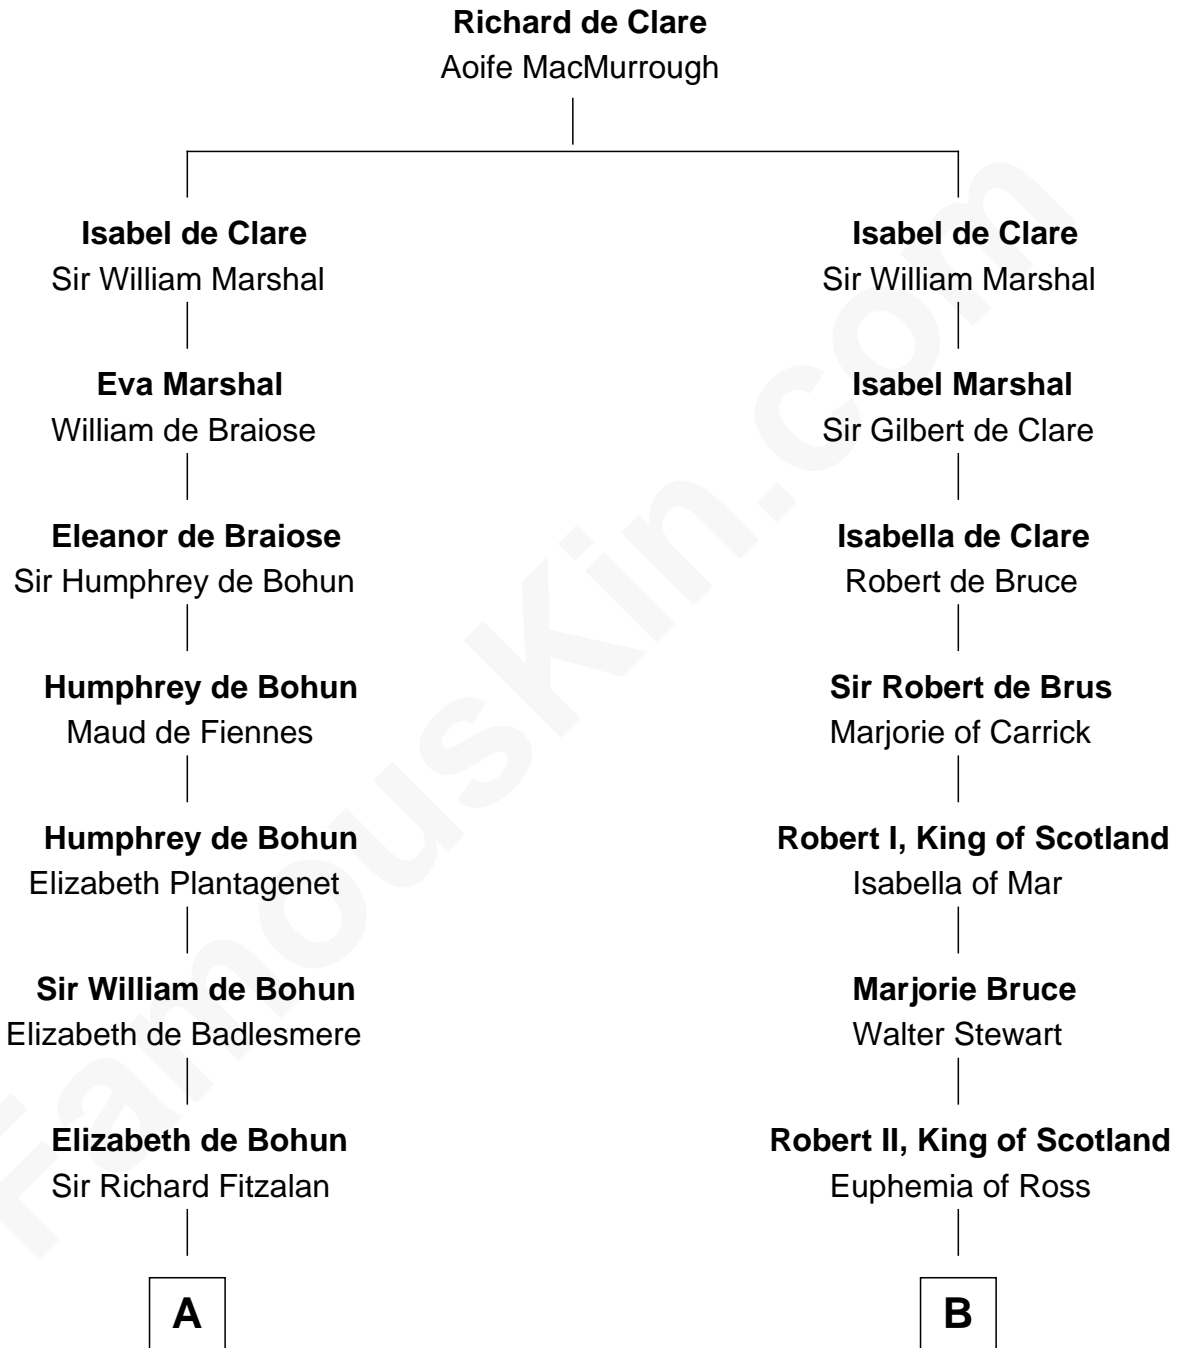 Richard de Clare
Aoife MacMurrough
Isabel de Clare
Sir William Marshal
Eva Marshal
William de Braiose
Eleanor de Braiose
Sir Humphrey de Bohun
Humphrey de Bohun
Maud de Fiennes
Humphrey de Bohun
Elizabeth Plantagenet
Sir William de Bohun
Elizabeth de Badlesmere
Elizabeth de Bohun
Sir Richard Fitzalan
A
Isabel de Clare
Sir William Marshal
Isabel Marshal
Sir Gilbert de Clare
Isabella de Clare
Robert de Bruce
Sir Robert de Brus
Marjorie of Carrick
Robert I, King of Scotland
Isabella of Mar
Marjorie Bruce
Walter Stewart
Robert II, King of Scotland
Euphemia of Ross
B
FamousKin.com